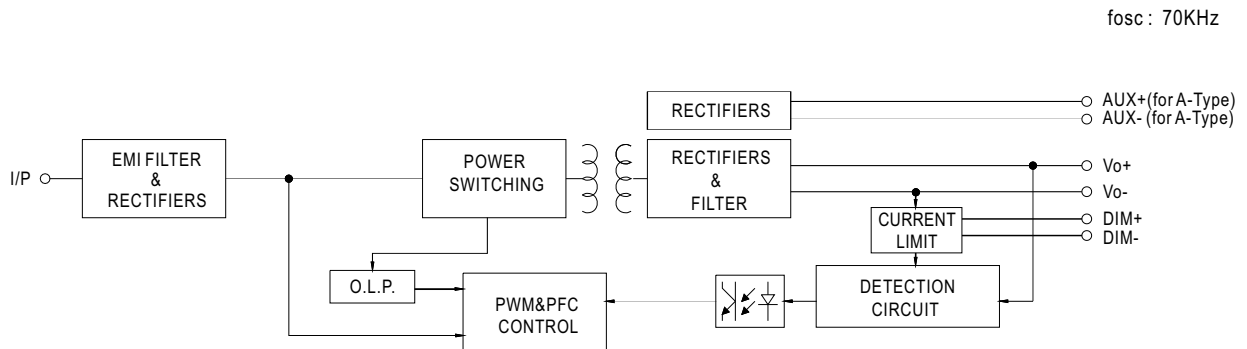 fosc : 70KHz
RECTIFIERS
AUX+(for A-Type)
AUX- (for A-Type)
I/P
EMI FILTER
&
RECTIFIERS
POWER
SWITCHING
RECTIFIERS
&
FILTER
Vo+
Vo-
CURRENT
LIMIT
DIM+
DIM-
O.L.P.
PWM&PFC
CONTROL
DETECTION
CIRCUIT